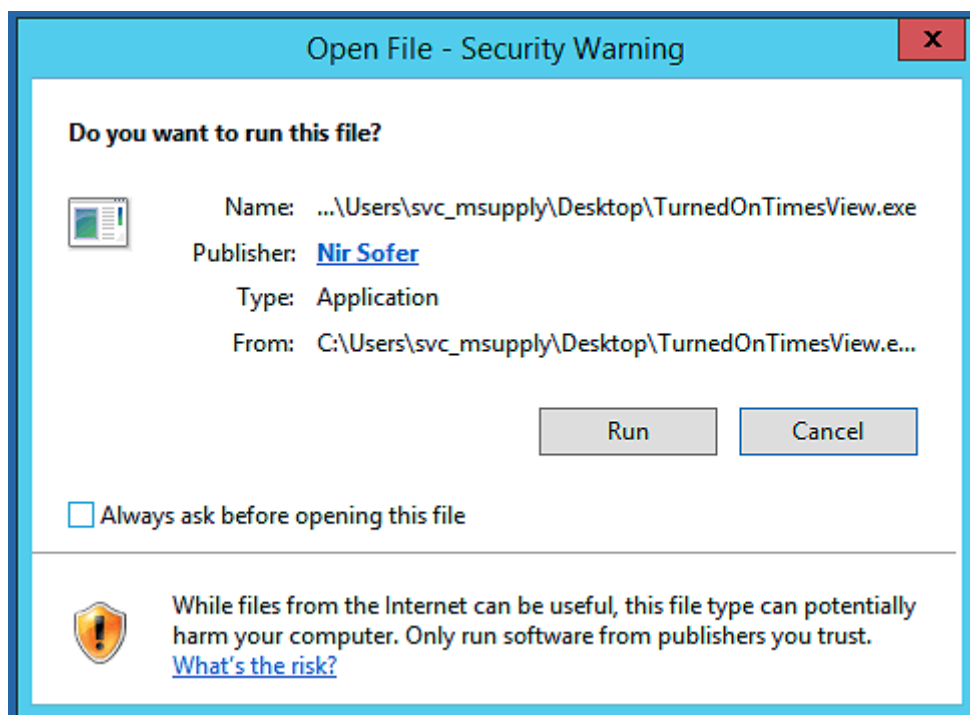 Open File - Security Warning
x
Do you want to run this file?
Name: ...\Users\svc_msupply\Desktop\TurnedOnTimesView.exe
Publisher: Nir Sofer
Type: Application
From: C:\Users\svc_msupply\Desktop\TurnedOnTimesView.e...
Run Cancel
Always ask before opening this file
While files from the Internet can be useful, this file type can potentially
harm your computer. Only run software from publishers you trust.
What's the risk?